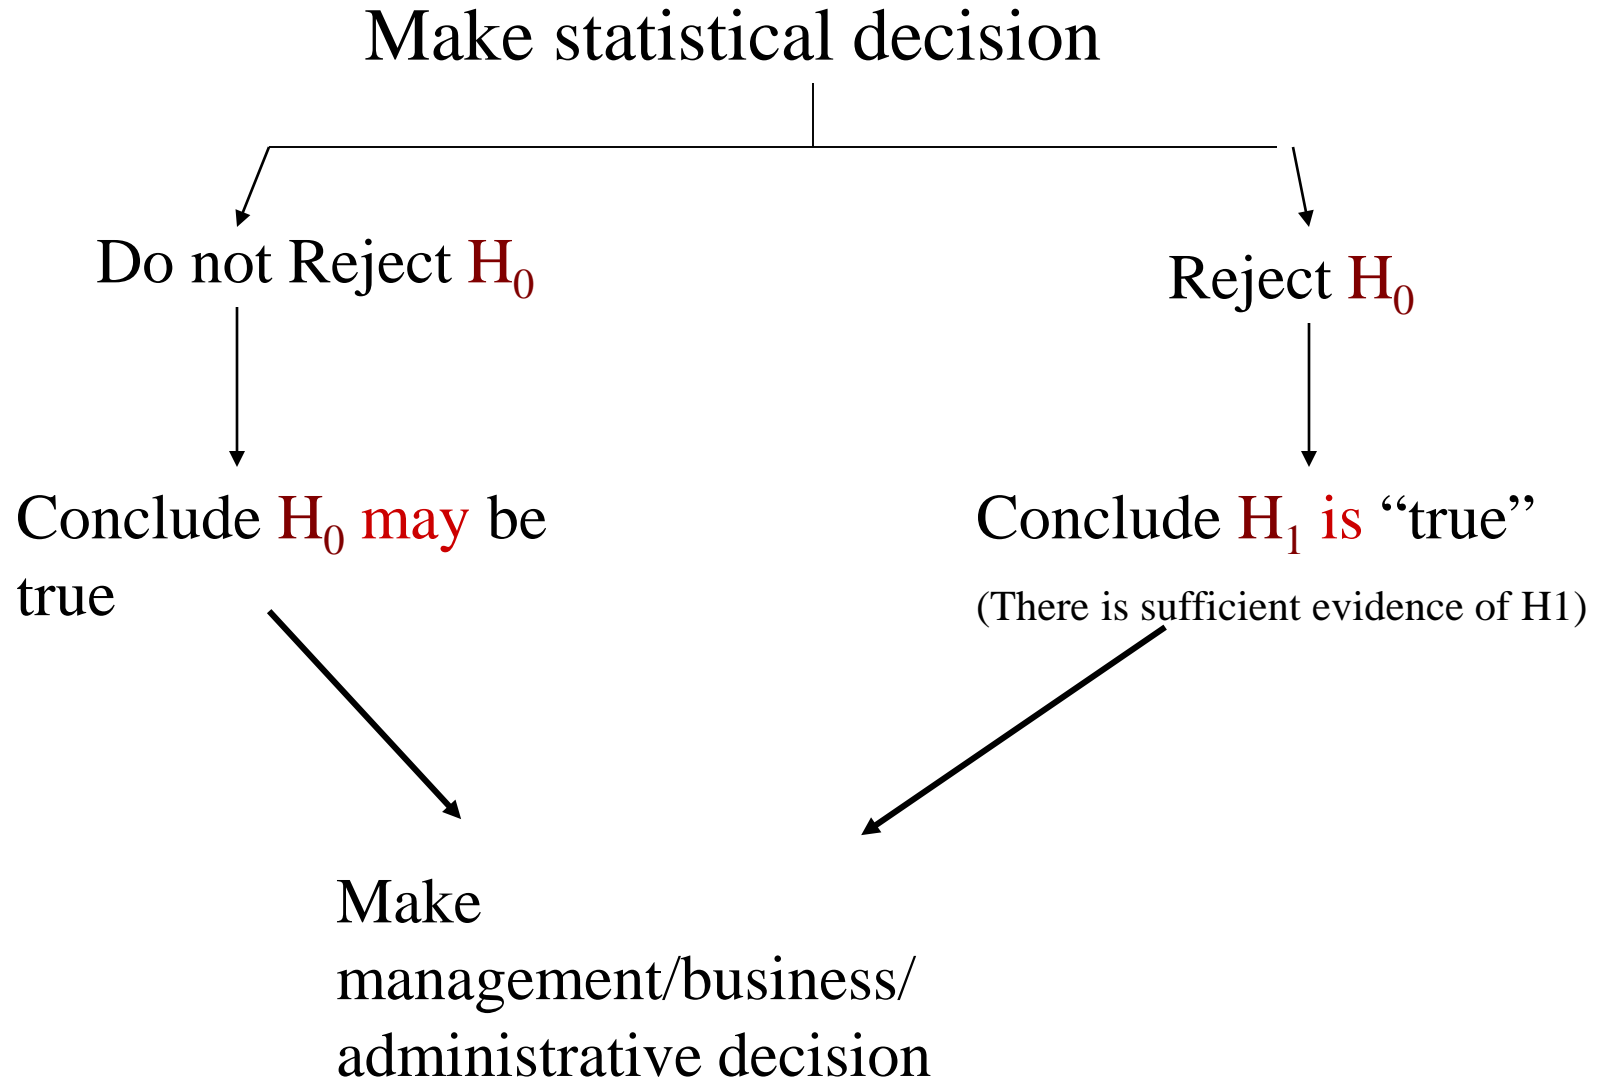 Make statistical decision
Do not Reject H₀
Reject H₀
Conclude H₀ may be
true
Conclude H₁ is “true”
(There is sufficient evidence of H1)
Make
management/business/
administrative decision